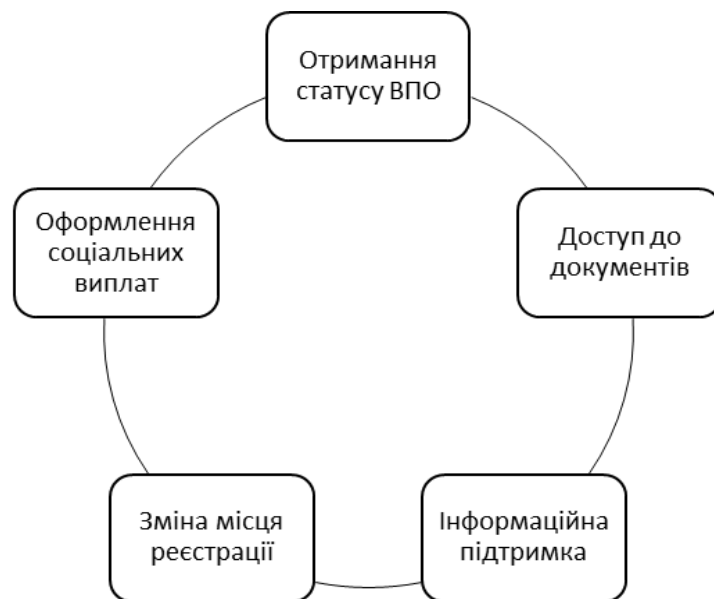 Отримання
статусу ВПО
Доступ до
документів
Інформаційна
підтримка
Зміна місця
реєстрації
Оформлення
соціальних
виплат